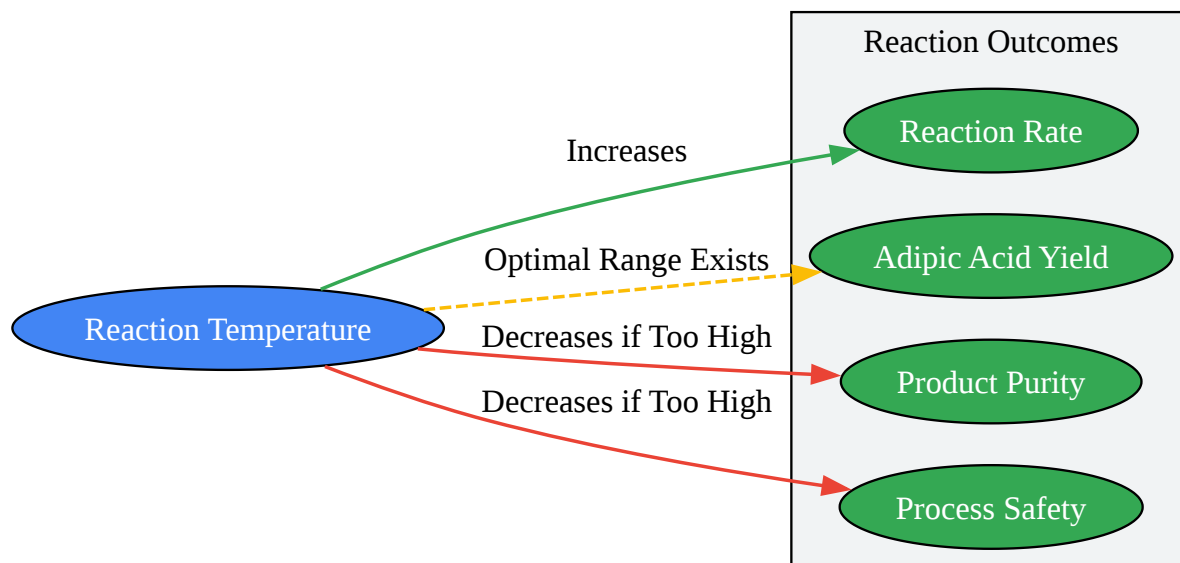 Reaction Outcomes
Increases
Reaction Rate
Optimal Range Exists
Adipic Acid Yield
Reaction Temperature
Decreases if Too High
Product Purity
Decreases if Too High
Process Safety